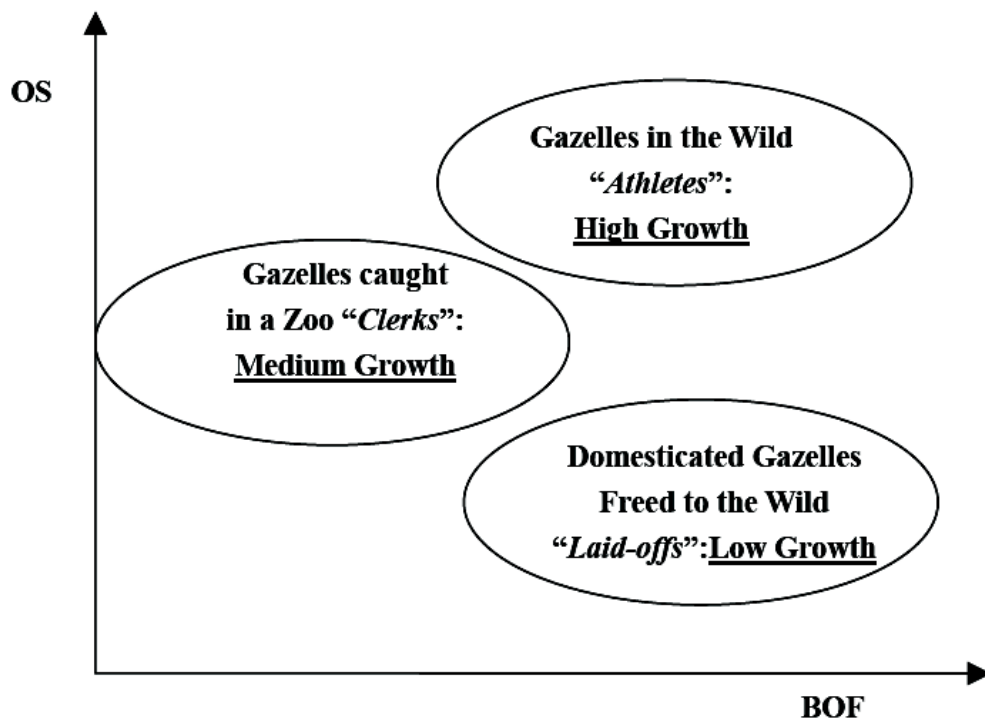 OS
Gazelles in the Wild
“Athletes”:
High Growth
Gazelles caught
in a Zoo “Clerks”:
Medium Growth
Domesticated Gazelles
Freed to the Wild
“Laid-offs”:Low Growth
BOF